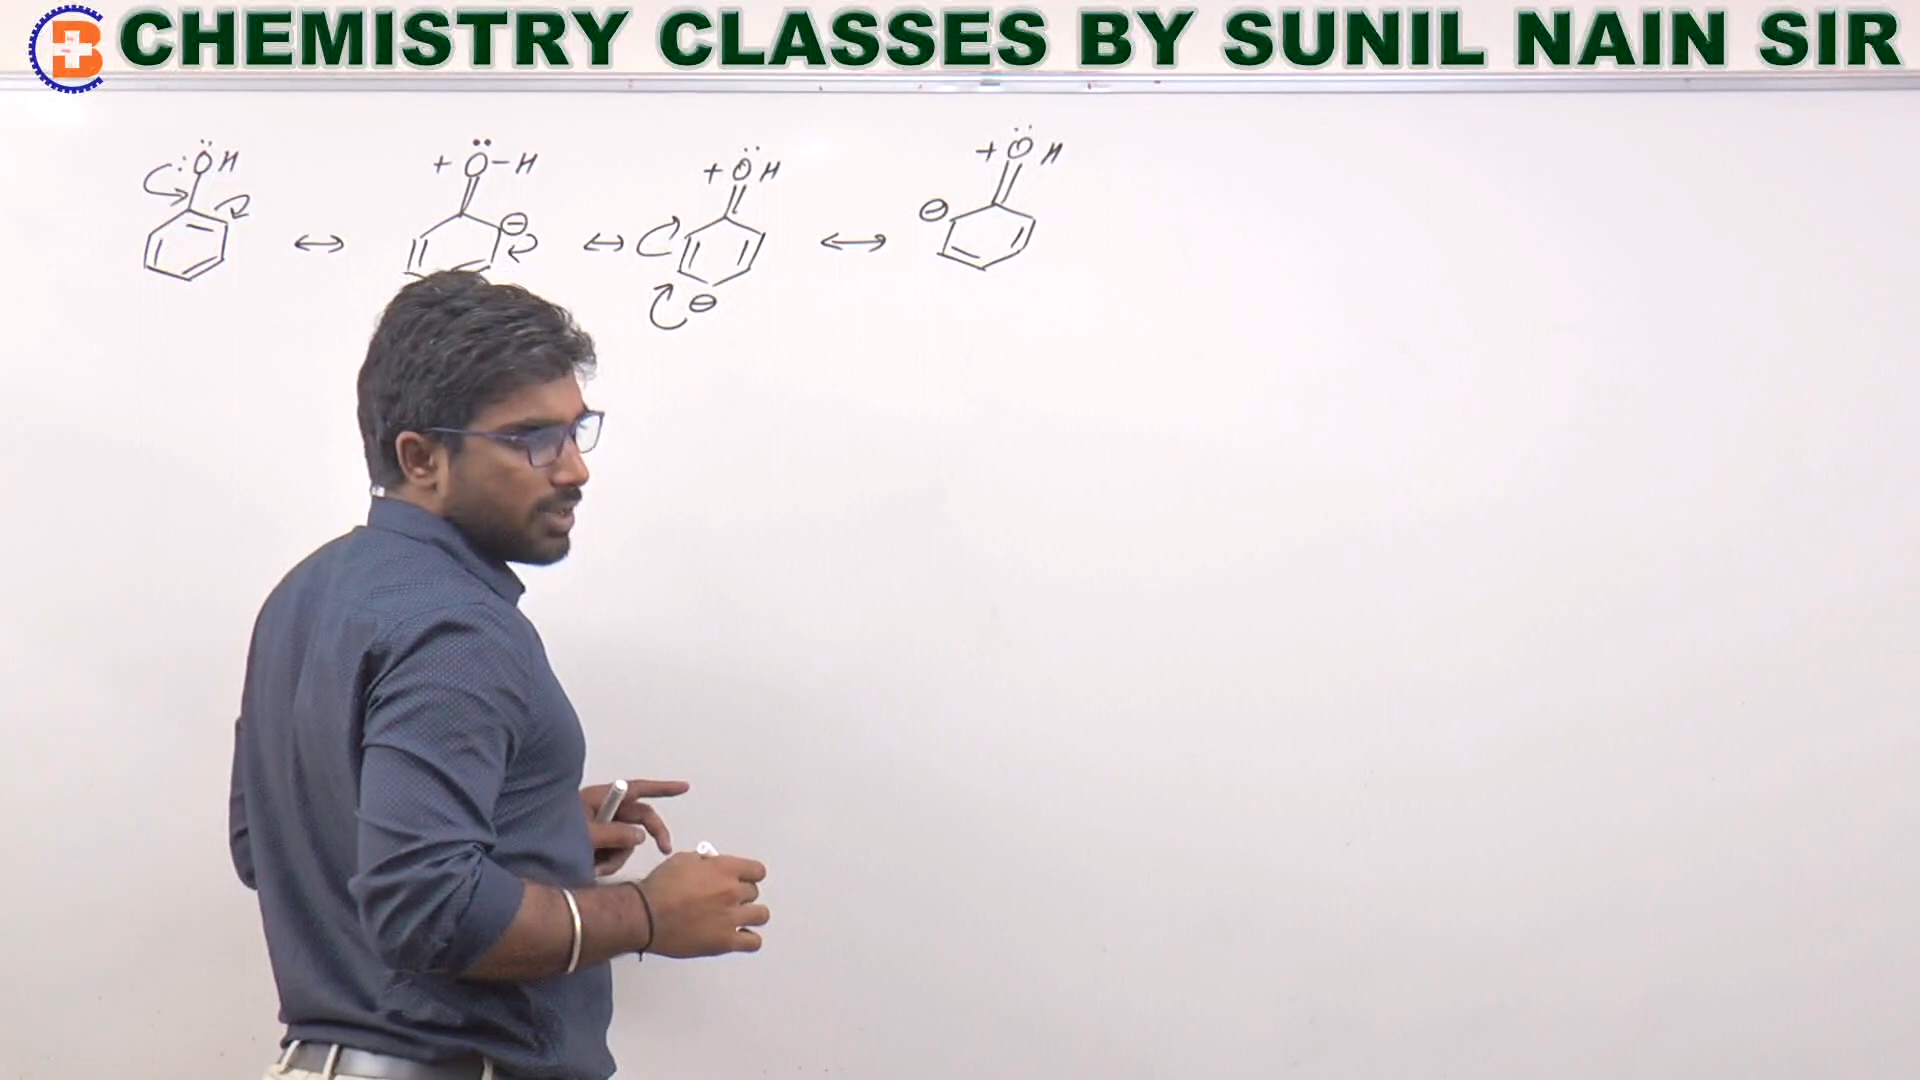 B CHEMISTRY CLASSES BY SUNIL NAIN SIR
:ÖH ↔ + Ö-H ⊖ ↔ + ÖH ⊖ ↔ + ÖH ⊖